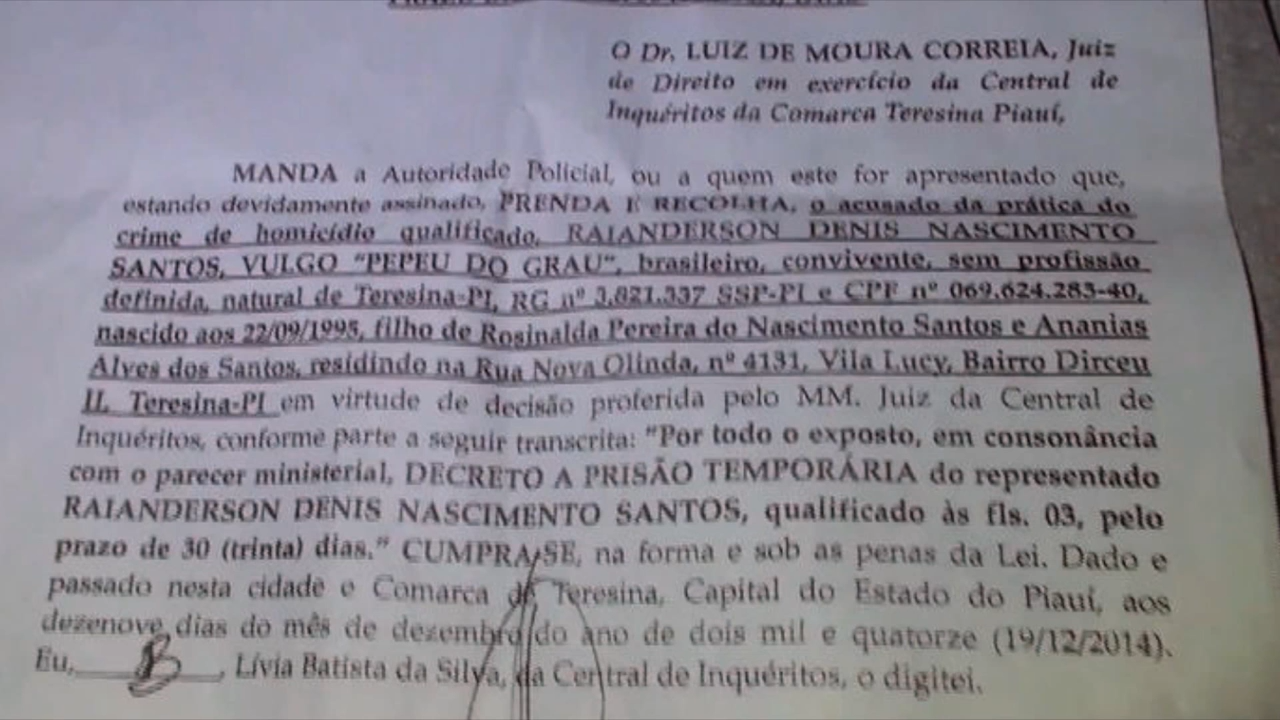 O Dr. LUIZ DE MOURA CORREIA, Juiz
de Direito em exercício da Central de
Inquéritos da Comarca Teresina Piauí,
MANDA a Autoridade Policial, ou a quem este for apresentado que,
estando devidamente assinado, PRENDA E RECOLHA, o acusado da prática do
crime de homicídio qualificado, RAIANDERSON DENIS NASCIMENTO
SANTOS, VULGO "PEPEU DO GRAU", brasileiro, convivente, sem profissão
definida, natural de Teresina-PI, RG nº 3.821.337 SSP-PI e CPF nº 069.624.283-40,
nascido aos 22/09/1995, filho de Rosinalda Pereira do Nascimento Santos e Ananias
Alves dos Santos, residindo na Rua Nova Olinda, nº 4131, Vila Lucy, Bairro Dirceu
II, Teresina-PI em virtude de decisão proferida pelo MM. Juiz da Central de
Inquéritos, conforme parte a seguir transcrita: "Por todo o exposto, em consonância
com o parecer ministerial, DECRETO A PRISÃO TEMPORÁRIA do representado
RAIANDERSON DENIS NASCIMENTO SANTOS, qualificado às fls. 03, pelo
prazo de 30 (trinta) dias." CUMPRA-SE, na forma e sob as penas da Lei. Dado e
passado nesta cidade e Comarca de Teresina, Capital do Estado do Piauí, aos
dezenove dias do mês de dezembro do ano de dois mil e quatorze (19/12/2014).
Eu, , Lívia Batista da Silva, da Central de Inquéritos, o digitei.